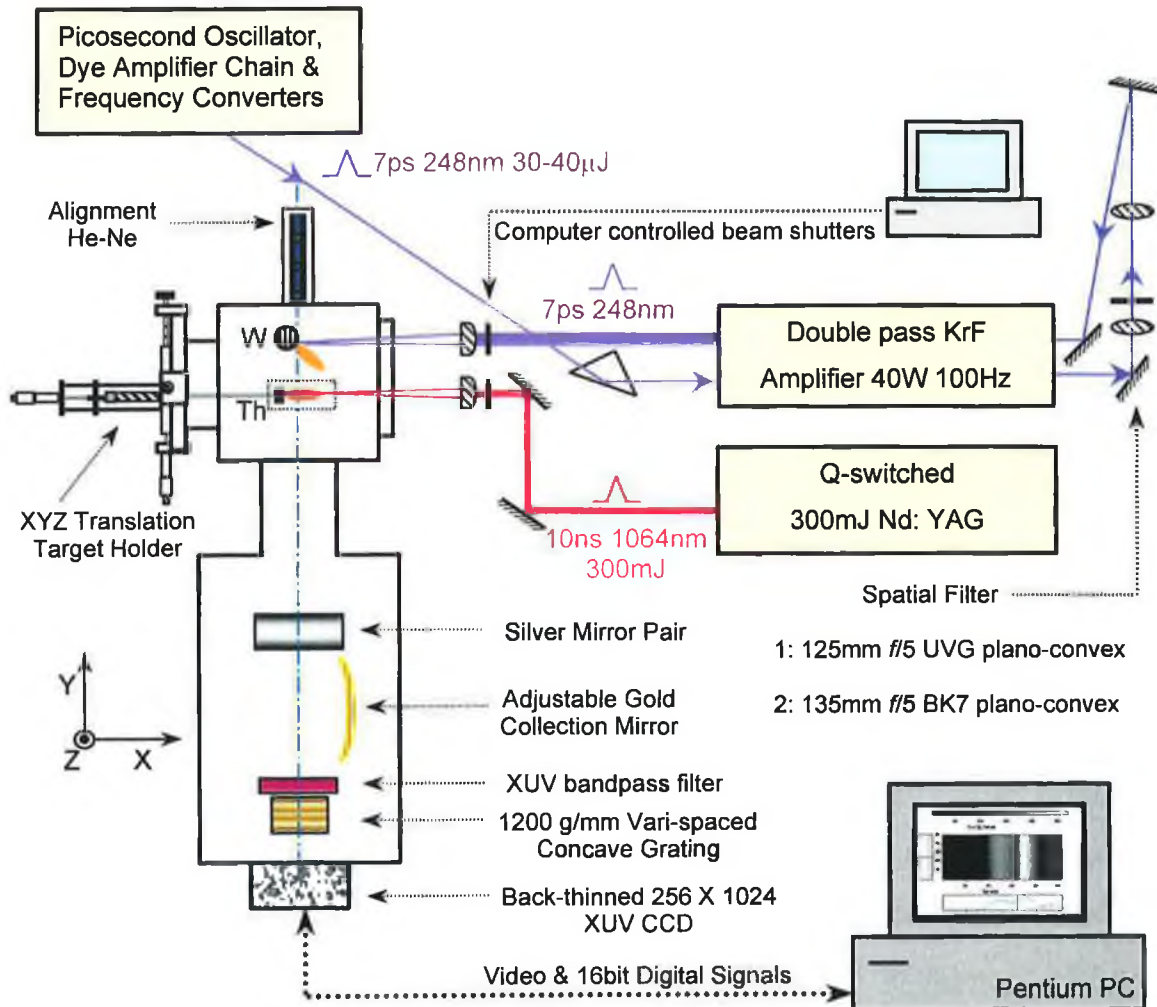 Picosecond Oscillator,
Dye Amplifier Chain &
Frequency Converters
7ps 248nm 30-40μJ
Alignment
He-Ne
Computer controlled beam shutters
7ps 248nm
W
Double pass KrF
Amplifier 40W 100Hz
Th
Q-switched
300mJ Nd: YAG
10ns 1064nm
300mJ
XYZ Translation
Target Holder
Spatial Filter
Silver Mirror Pair
1: 125mm f/5 UVG plano-convex
Adjustable Gold
Collection Mirror
2: 135mm f/5 BK7 plano-convex
Y
Z
X
XUV bandpass filter
1200 g/mm Vari-spaced
Concave Grating
Back-thinned 256 X 1024
XUV CCD
Video & 16bit Digital Signals
Pentium PC